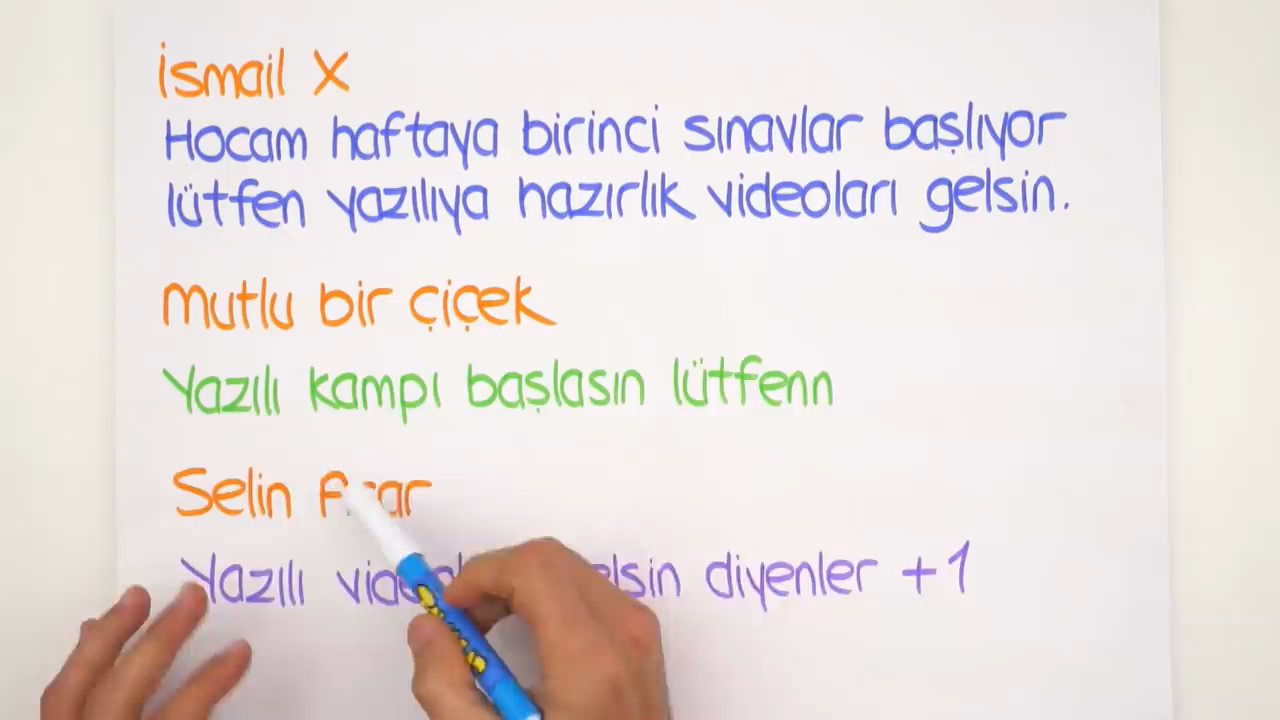 İsmail X
Hocam haftaya birinci sınavlar başlıyor
lütfen yazılıya hazırlık videoları gelsin.
Mutlu bir çiçek
Yazılı kampı başlasın lütfenn
Selin
Yazılı diyenler +1